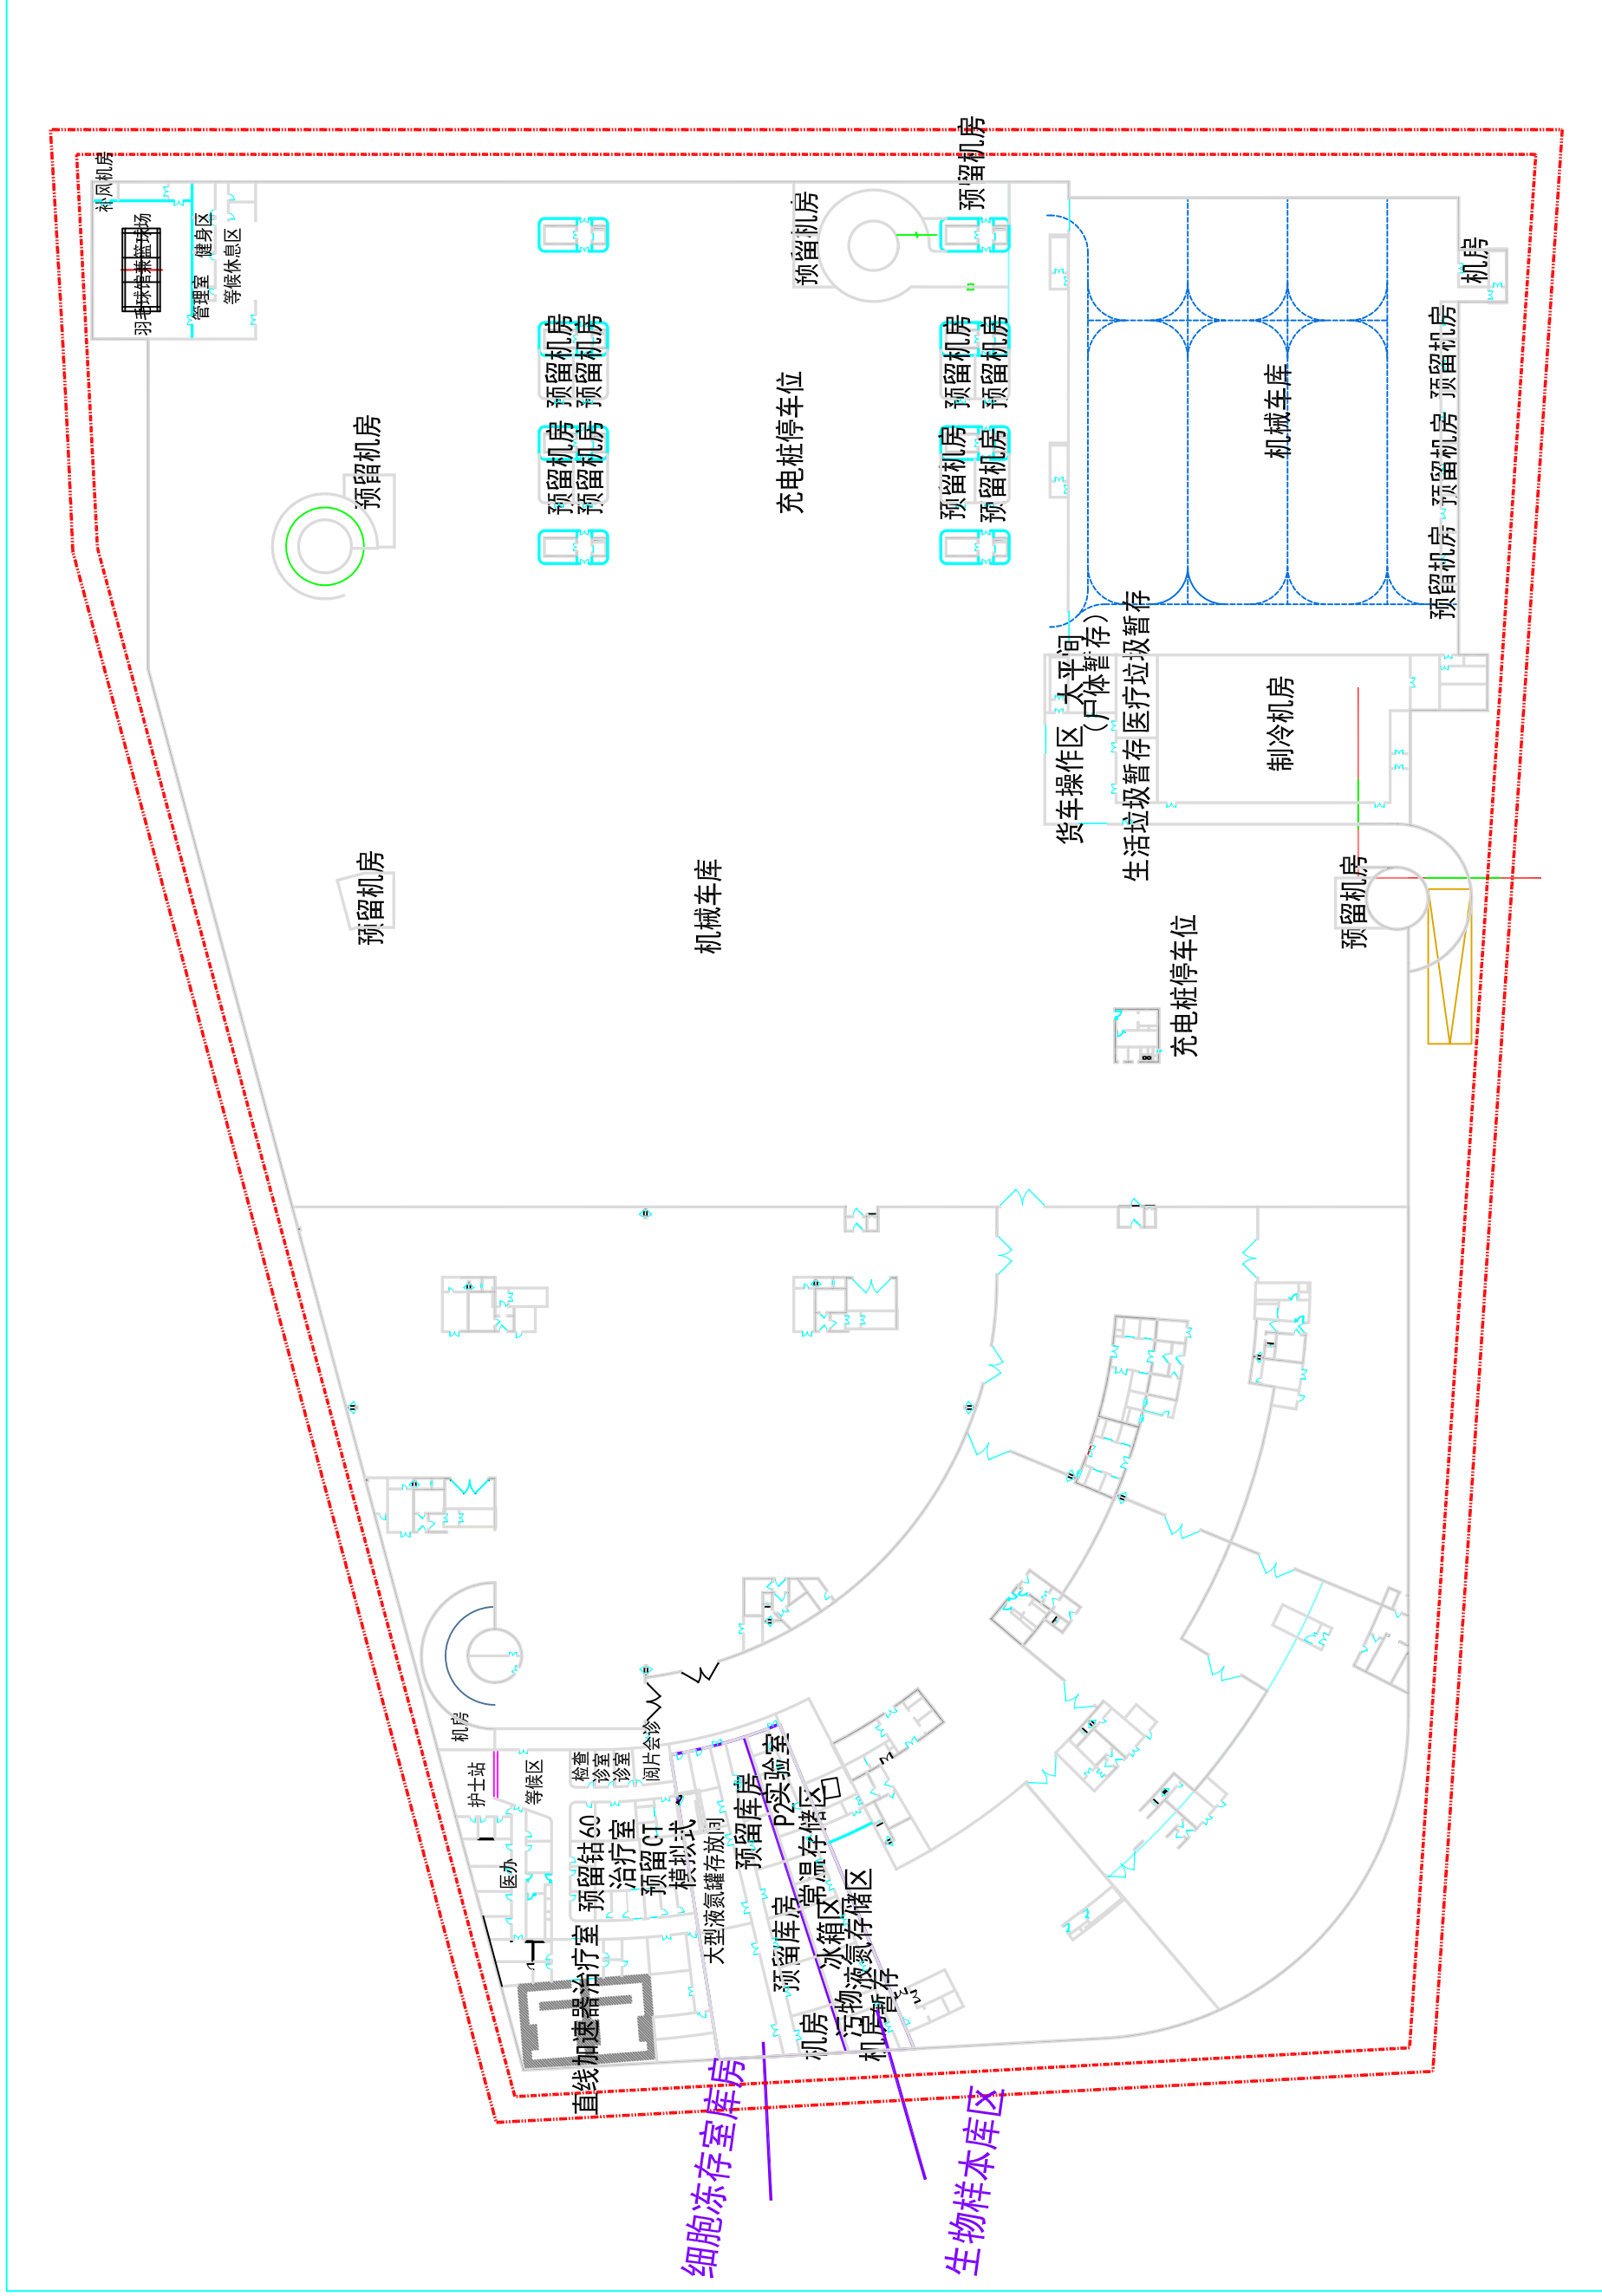 补风机房
羽毛球馆兼篮球场
管理室
健身区
等候休息区
预留机房
预留机房
预留机房
预留机房
预留机房
预留机房
预留机房
预留机房
预留机房
预留机房
预留机房
预留机房
充电桩停车位
机械车库
机房
预留机房
预留机房
预留机房
太平间
（尸体暂存）
医疗垃圾暂存
货车操作区
生活垃圾暂存
制冷机房
预留机房
机械车库
预留机房
充电桩停车位
机房
护士站
等候区
检查
诊室
诊室
阅片会诊
医办
预留钴60
治疗室
预留CT
模拟式
大型液氮罐存放间
预留库房
P2实验室
常温存储区
预留库房
冰箱区
液氮存储区
直线加速器治疗室
机房
污物
暂存
机房
细胞冻存室库房
生物样本库区